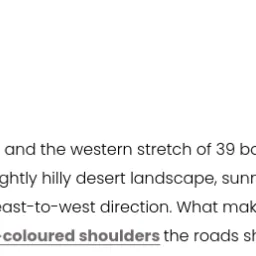 and the western stretch of 39 
ghtly hilly desert landscape, sunn
east-to-west direction. What mak
-coloured shoulders the roads sh